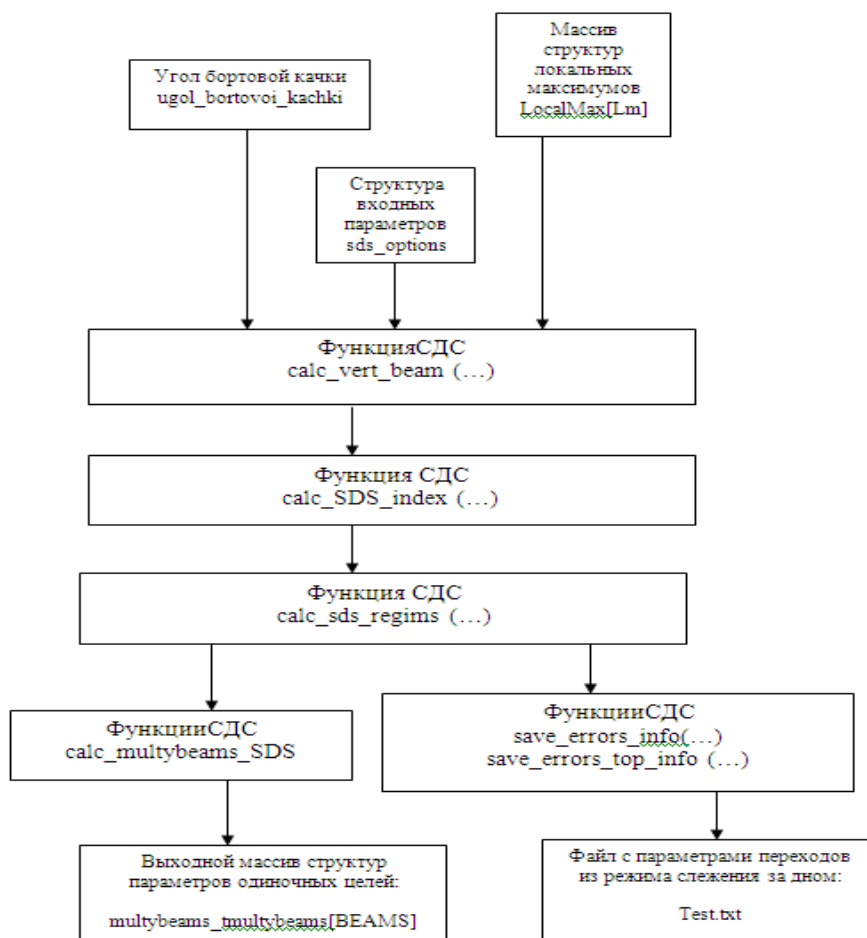 Массив
структур
локальных
максимумов
LocalMax[Lm]
Угол бортовой качки
ugol_bortovoi_kachki
Структура
входных
параметров
sds_options
ФункцияСДС
calc_vert_beam (…)
Функция СДС
calc_SDS_index (…)
Функция СДС
calc_sds_regims (…)
ФункцииСДС
calc_multybeams_SDS
ФункцииСДС
save_errors_info(…)
save_errors_top_info (…)
Выходной массив структур
параметров одиночных целей:
multybeams_tmultybeams[BEAMS]
Файл с параметрами переходов
из режима слежения за дном:
Test.txt